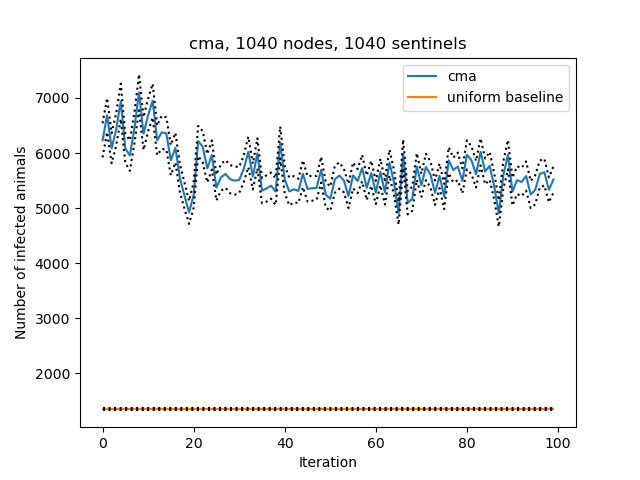 cma, 1040 nodes, 1040 sentinels
cma
uniform baseline
Number of infected animals
7000
6000
5000
4000
3000
2000
0
20
40
60
80
100
Iteration